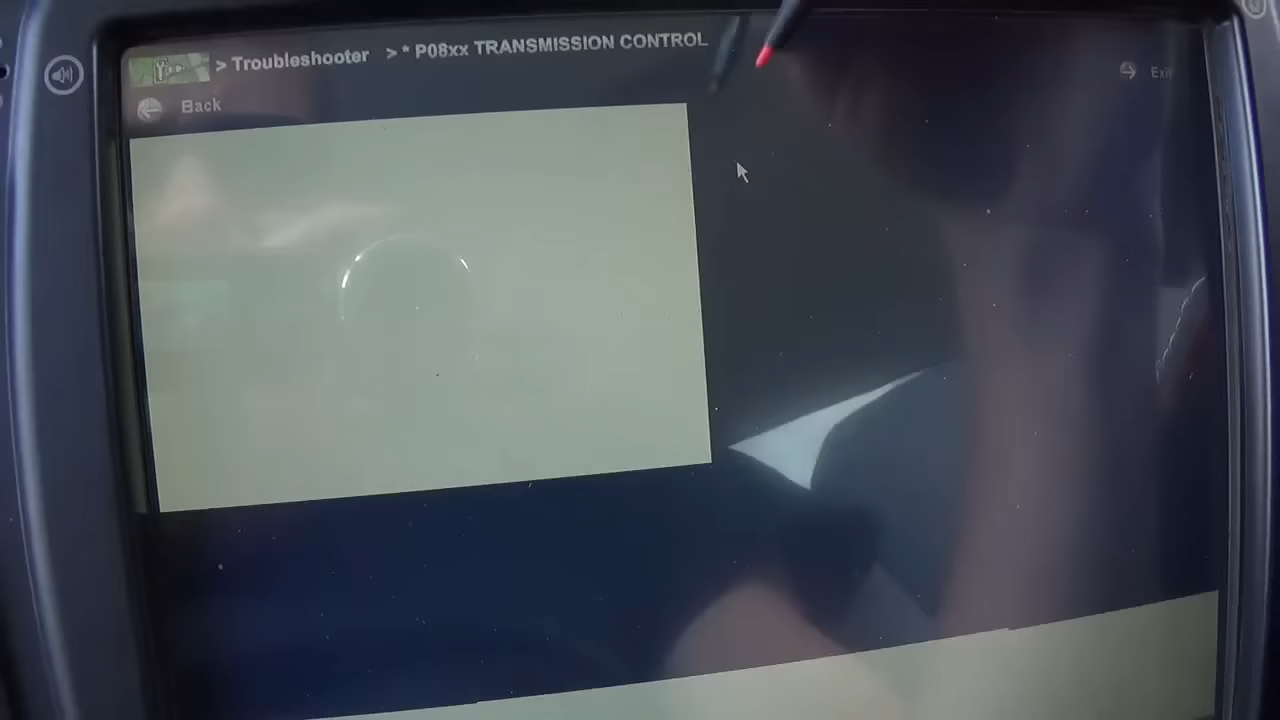 > Troubleshooter > * P08xx TRANSMISSION CONTROL
Back
Exit